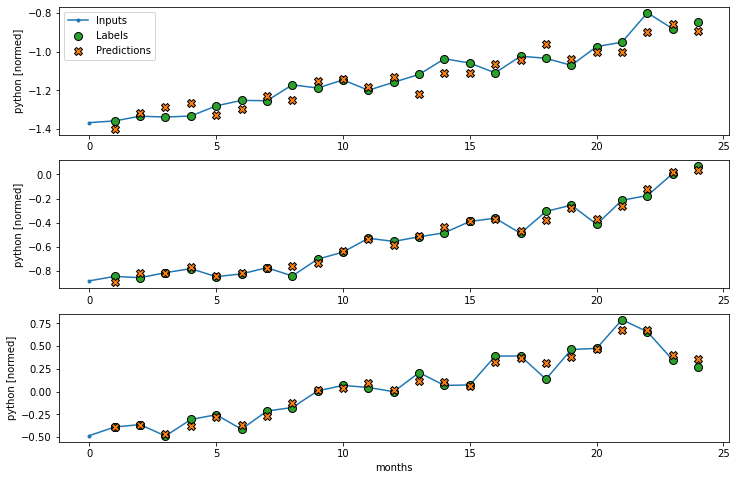 Inputs
Labels
Predictions
python [normed]
−0.8
−1.0
−1.2
−1.4
0 5 10 15 20 25
python [normed]
0.0
−0.2
−0.4
−0.6
−0.8
0 5 10 15 20 25
python [normed]
0.75
0.50
0.25
0.00
−0.25
−0.50
0 5 10 15 20 25
months